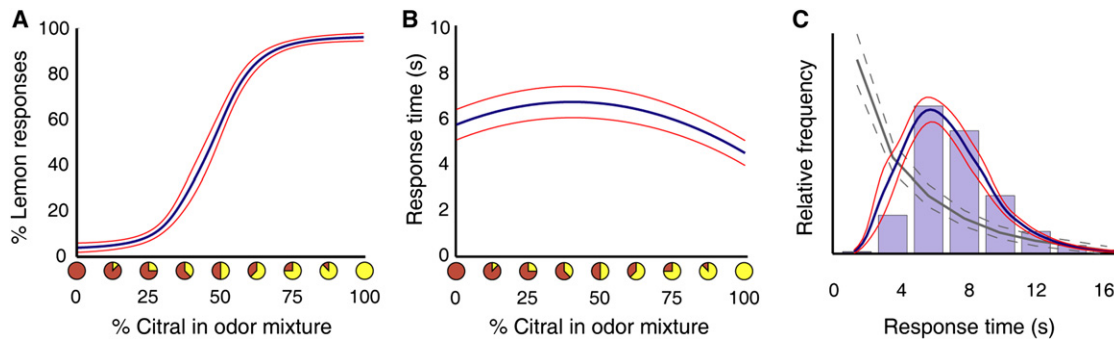 A
% Lemon responses
100
80
60
40
20
0
0 25 50 75 100
% Citral in odor mixture
B
Response time (s)
10
8
6
4
2
0
0 25 50 75 100
% Citral in odor mixture
C
Relative frequency
0 4 8 12 16
Response time (s)